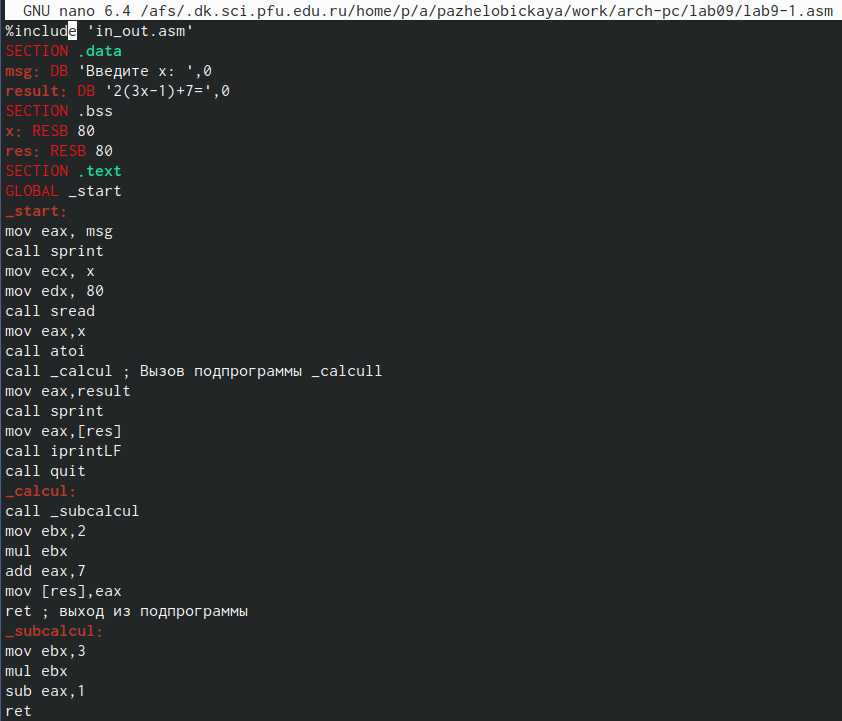 GNU nano 6.4 /afs/.dk.sci.pfu.edu.ru/home/p/a/pazhelobickaya/work/arch-pc/lab09/lab9-1.asm
%include 'in_out.asm'
SECTION .data
msg: DB 'Введите x: ',0
result: DB '2(3x-1)+7=',0
SECTION .bss
x: RESB 80
res: RESB 80
SECTION .text
GLOBAL _start
_start:
mov eax, msg
call sprint
mov ecx, x
mov edx, 80
call sread
mov eax,x
call atoi
call _calcul ; Вызов подпрограммы _calcull
mov eax,result
call sprint
mov eax,[res]
call iprintLF
call quit
_calcul:
call _subcalcul
mov ebx,2
mul ebx
add eax,7
mov [res],eax
ret ; выход из подпрограммы
_subcalcul:
mov ebx,3
mul ebx
sub eax,1
ret